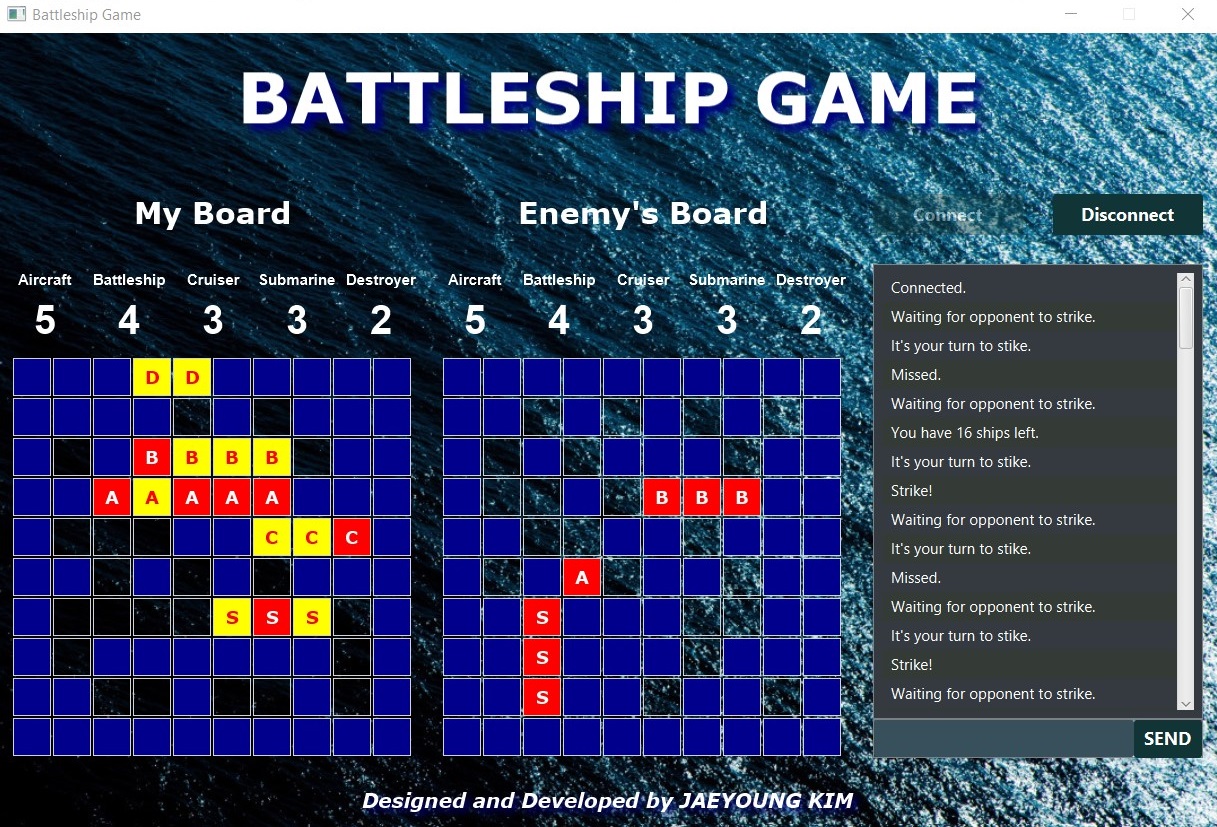 Battleship Game
BATTLESHIP GAME
My Board
Enemy's Board
Connect
Disconnect
Aircraft Battleship Cruiser Submarine Destroyer
5 4 3 3 2
Aircraft Battleship Cruiser Submarine Destroyer
5 4 3 3 2
D D
B B B B
A A A A A
C C C
S S S
B B B
A
S
S
S
Connected.
Waiting for opponent to strike.
It's your turn to stike.
Missed.
Waiting for opponent to strike.
You have 16 ships left.
It's your turn to stike.
Strike!
Waiting for opponent to strike.
It's your turn to stike.
Missed.
Waiting for opponent to strike.
It's your turn to stike.
Strike!
Waiting for opponent to strike.
SEND
Designed and Developed by JAEYOUNG KIM